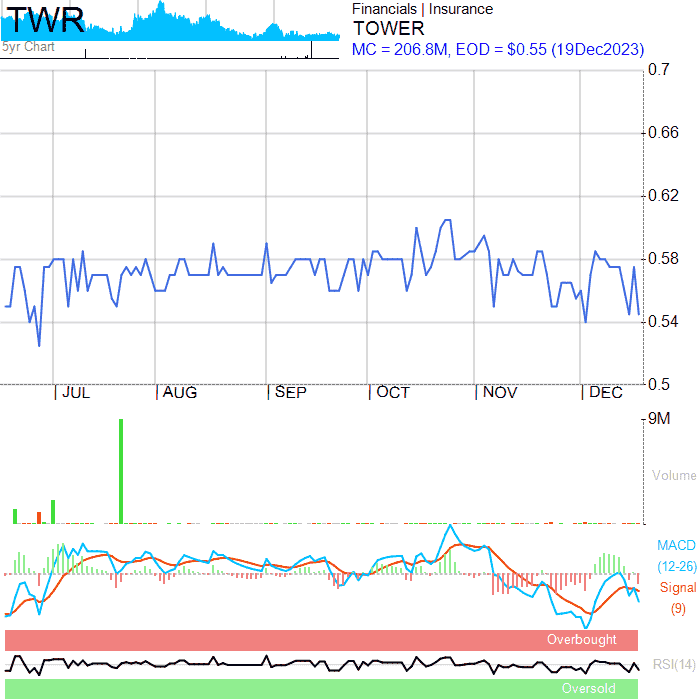 TWR
5yr Chart
Financials | Insurance
TOWER
MC = 206.8M, EOD = $0.55 (19Dec2023)
0.7
0.66
0.62
0.58
0.54
0.5
JUL AUG SEP OCT NOV DEC
9M
Volume
MACD
(12-26)
Signal
(9)
Overbought
RSI(14)
Oversold